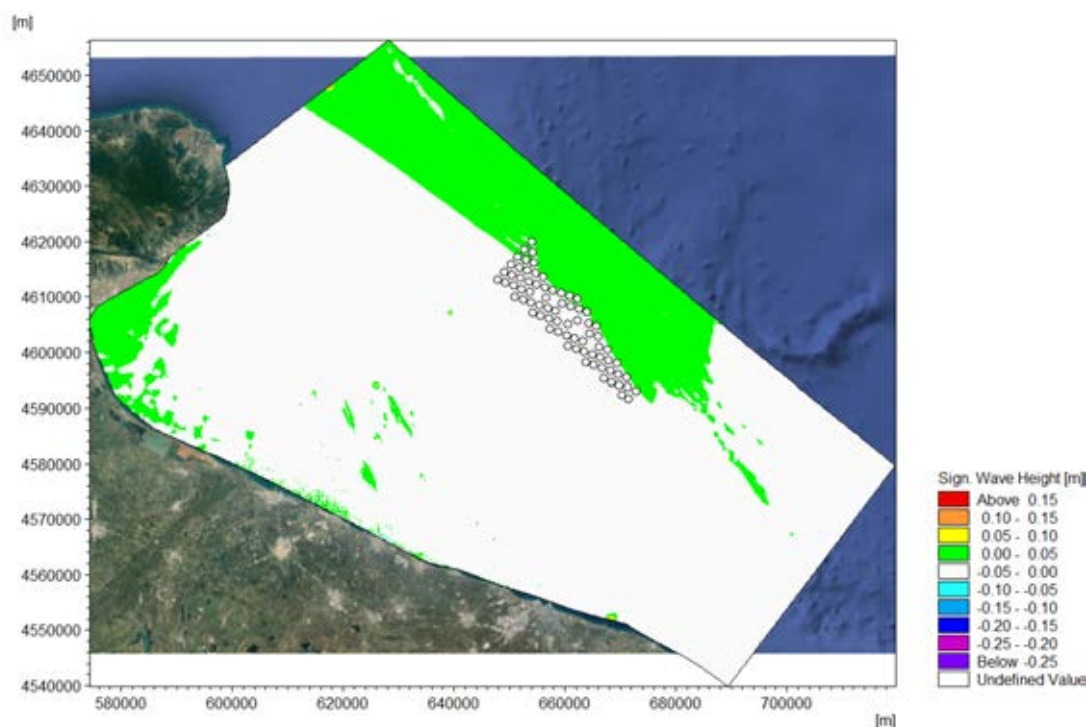 [m]
4650000
4640000
4630000
4620000
4610000
4600000
4590000
4580000
4570000
4560000
4550000
4540000
580000 600000 620000 640000 660000 680000 700000
[m]
Sign. Wave Height [m]
Above 0.15
0.10 - 0.15
0.05 - 0.10
0.00 - 0.05
-0.05 - 0.00
-0.10 - -0.05
-0.15 - -0.10
-0.20 - -0.15
-0.25 - -0.20
Below -0.25
Undefined Value